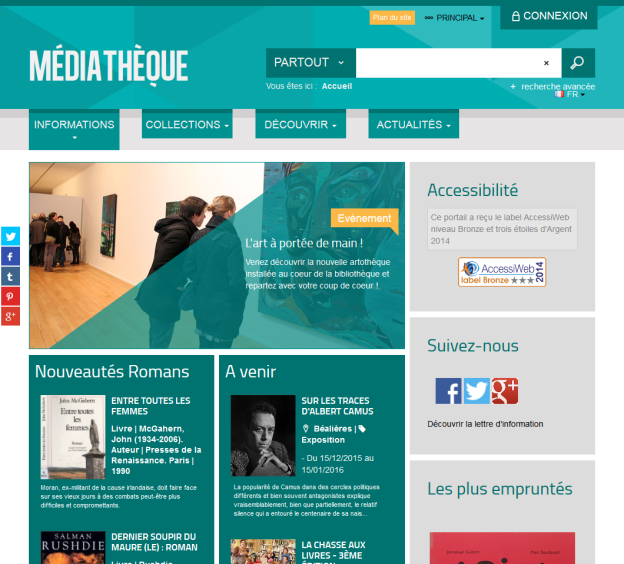 Plan du site
PRINCIPAL
CONNEXION
MÉDIATHÈQUE
PARTOUT
×
Vous êtes ici : Accueil
+ recherche avancée
FR
INFORMATIONS
COLLECTIONS
DÉCOUVRIR
ACTUALITÉS
Evénement
L'art à portée de main !
Venez découvrir la nouvelle artothèque
installée au coeur de la bibliothèque et
repartez avec votre coup de coeur !
Accessibilité
Ce portail a reçu le label AccessiWeb
niveau Bronze et trois étoiles d'Argent
2014
AccessiWeb
label Bronze
2014
Suivez-nous
Découvrir la lettre d'information
Les plus empruntés
Nouveautés Romans
John McGahern
Entre toutes
les femmes
ENTRE TOUTES LES
FEMMES
Livre | McGahern,
John (1934-2006).
Auteur | Presses de la
Renaissance. Paris |
1990
Moran, ex-militant de la cause irlandaise, doit faire face
sur ses vieux jours à des combats peut-être plus
difficiles et compromettants.
SALMAN
RUSHDIE
DERNIER SOUPIR DU
MAURE (LE) : ROMAN
Livre | Rushdie,
A venir
SUR LES TRACES
D'ALBERT CAMUS
Béalières |
Exposition
- Du 15/12/2015 au
15/01/2016
La popularité de Camus dans des cercles politiques
différents et bien souvent antagonistes explique
vraisemblablement, bien que partiellement, le relatif
silence qui a entouré le centenaire de sa nais...
LA CHASSE AUX
LIVRES - 3ÈME
ÉDITION